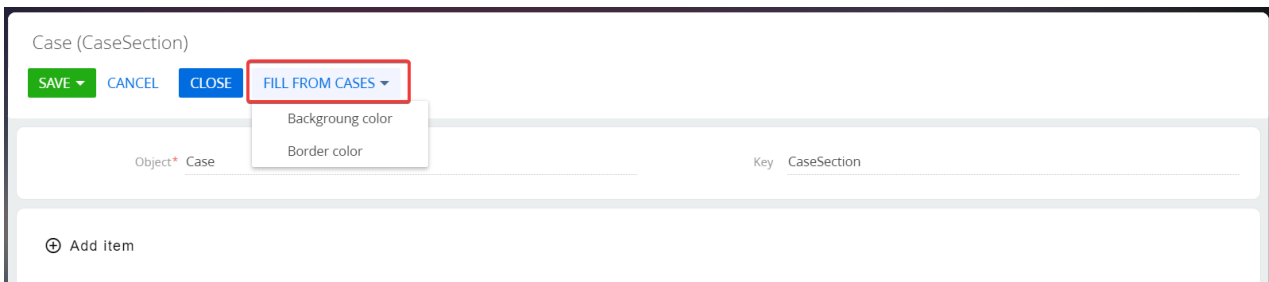 Case (CaseSection)
SAVE CANCEL CLOSE FILL FROM CASES
Backgroung color
Border color
Object* Case Key CaseSection
Add item